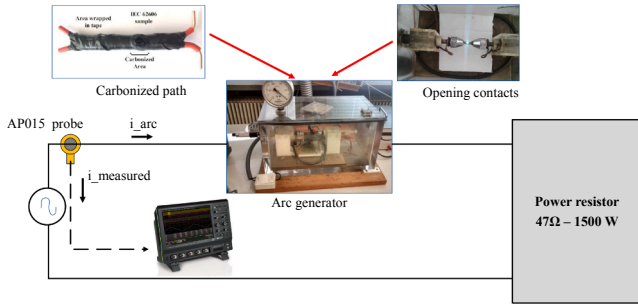 Area wrapped
in tape
IEC 62606
sample
Carbonized
Area
Carbonized path
Opening contacts
AP015 probe
i_arc
i_measured
Arc generator
Power resistor
47Ω – 1500 W